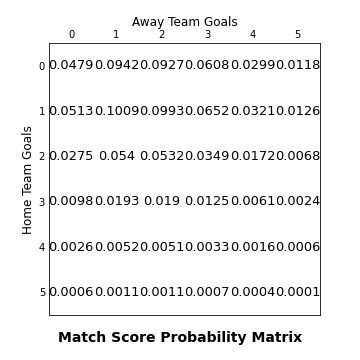 Away Team Goals
0 1 2 3 4 5
0 0.0479 0.0942 0.0927 0.0608 0.0299 0.0118
1 0.0513 0.1009 0.0993 0.0652 0.0321 0.0126
Home Team Goals
2 0.0275 0.054 0.0532 0.0349 0.0172 0.0068
3 0.0098 0.0193 0.019 0.0125 0.0061 0.0024
4 0.0026 0.0052 0.0051 0.0033 0.0016 0.0006
5 0.0006 0.0011 0.0011 0.0007 0.0004 0.0001
Match Score Probability Matrix